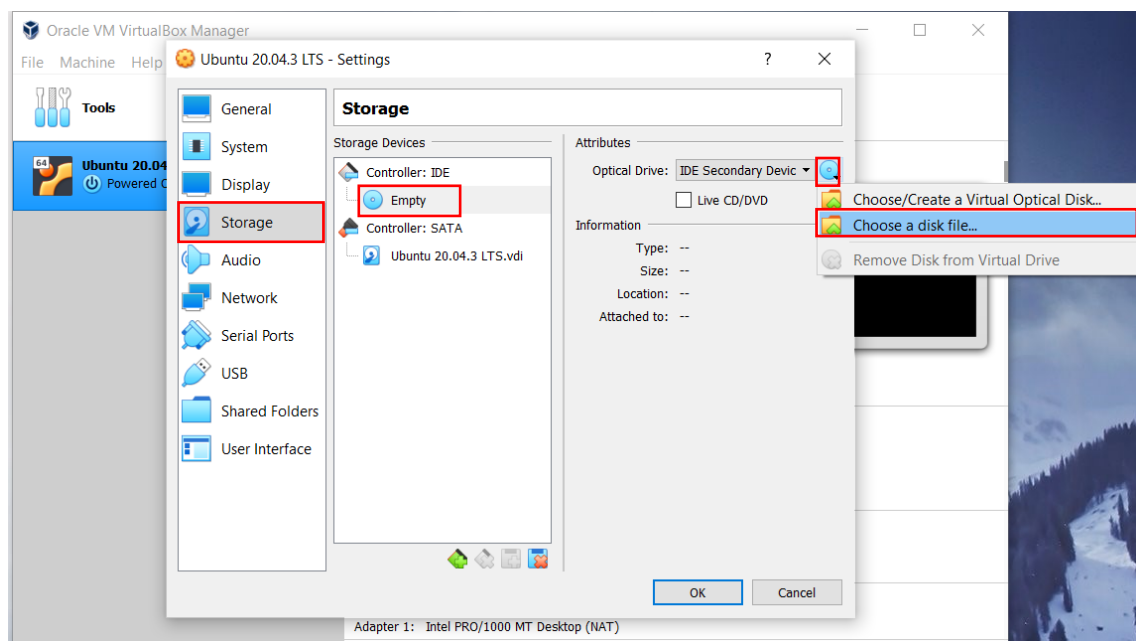 Oracle VM VirtualBox Manager
File Machine Help
Tools
64
Ubuntu 20.04
Powered
Ubuntu 20.04.3 LTS - Settings
?
General
System
Display
Storage
Audio
Network
Serial Ports
USB
Shared Folders
User Interface
Storage
Storage Devices
Controller: IDE
Empty
Controller: SATA
Ubuntu 20.04.3 LTS.vdi
Attributes
Optical Drive: IDE Secondary Devic
Live CD/DVD
Information
Type: --
Size: --
Location: --
Attached to: --
Choose/Create a Virtual Optical Disk...
Choose a disk file...
Remove Disk from Virtual Drive
OK Cancel
Adapter 1: Intel PRO/1000 MT Desktop (NAT)